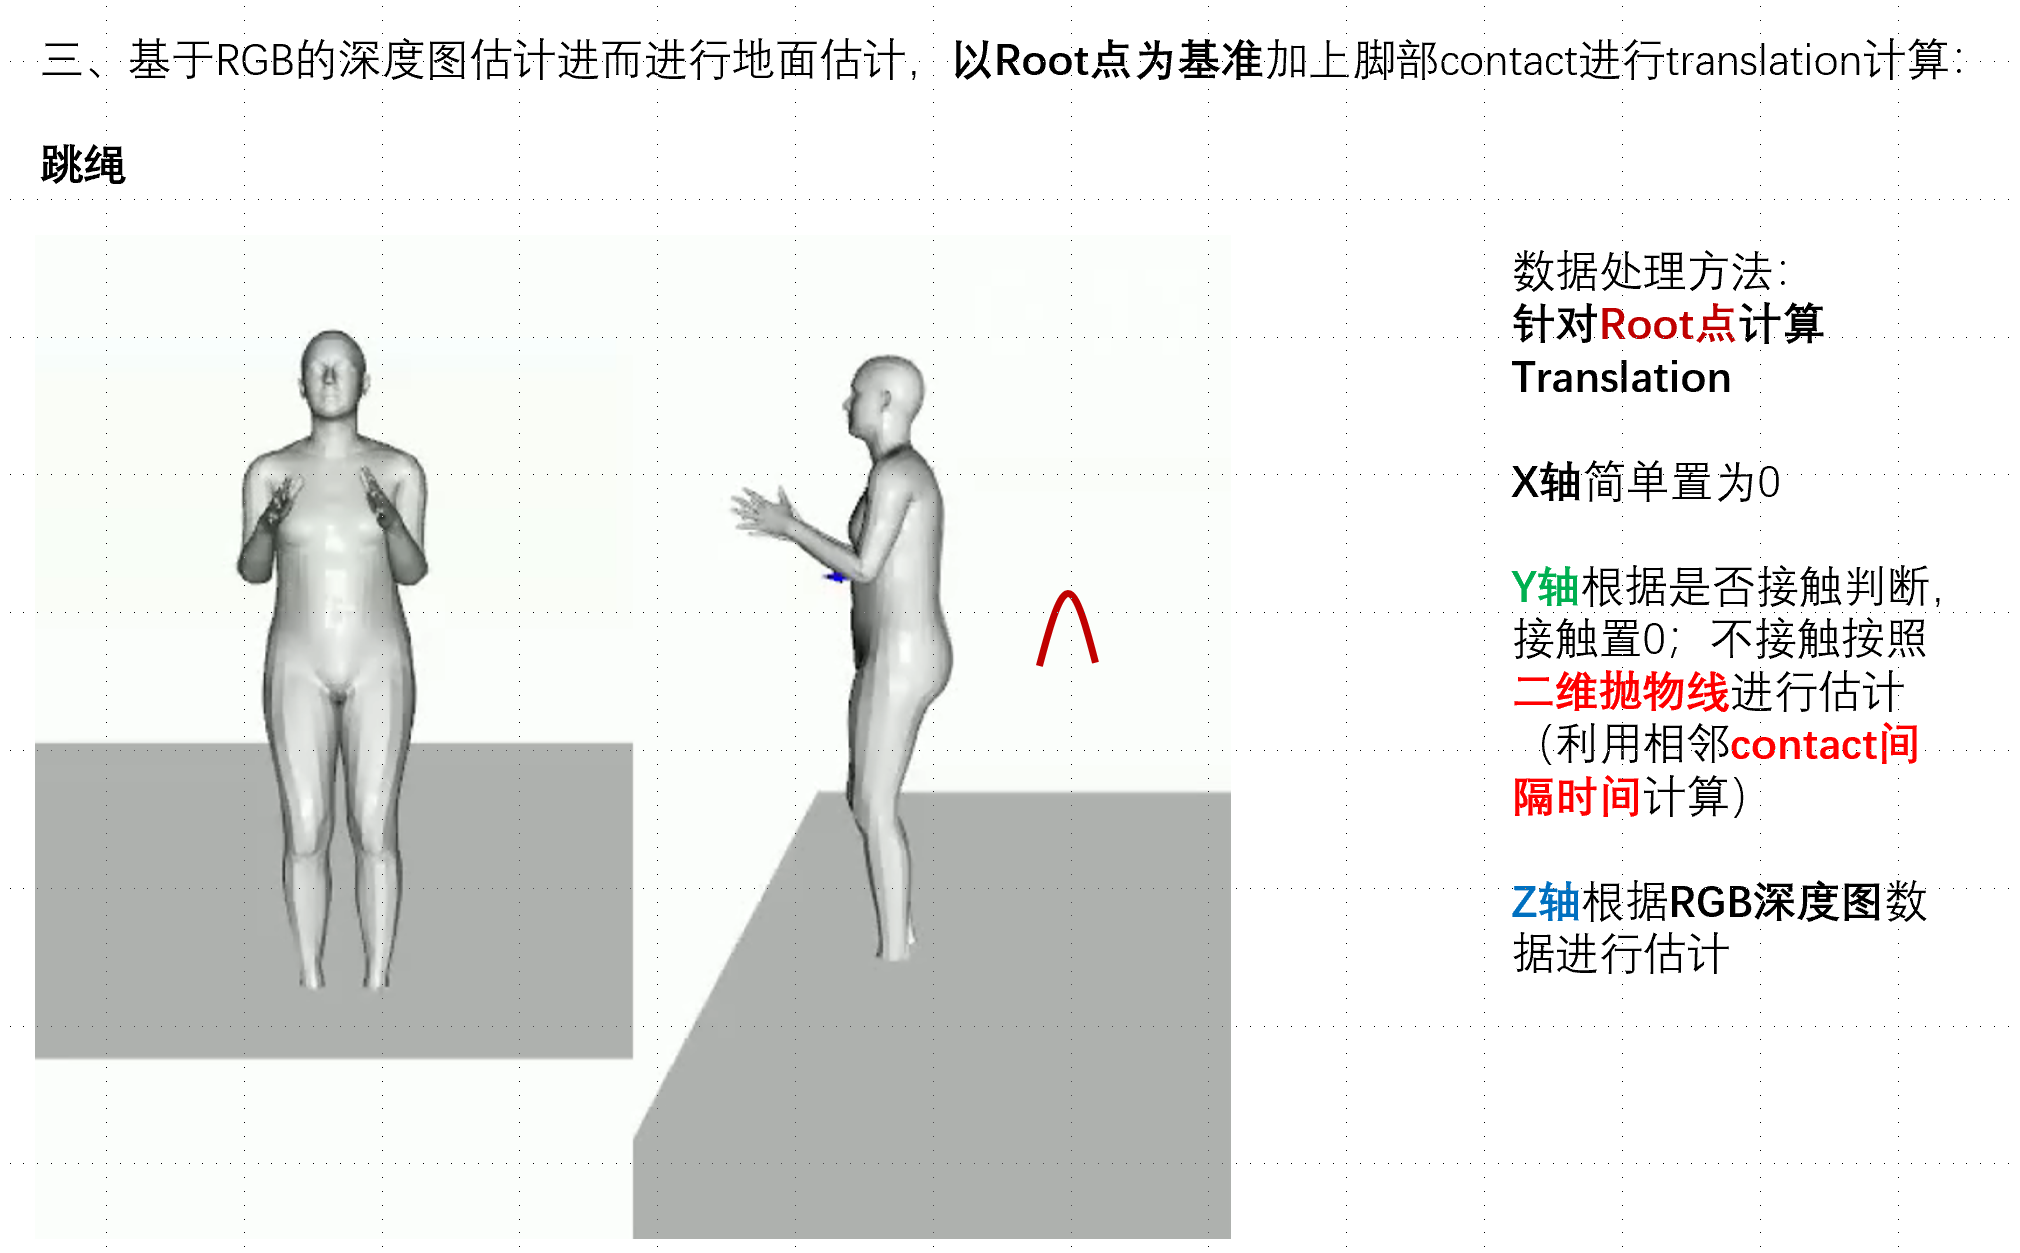 三、基于RGB的深度图估计进而进行地面估计，以Root点为基准加上脚部contact进行translation计算：
跳绳
数据处理方法：
针对Root点计算
Translation
X轴简单置为0
Y轴根据是否接触判断，
接触置0；不接触按照
二维抛物线进行估计
（利用相邻contact间
隔时间计算）
Z轴根据RGB深度图数
据进行估计